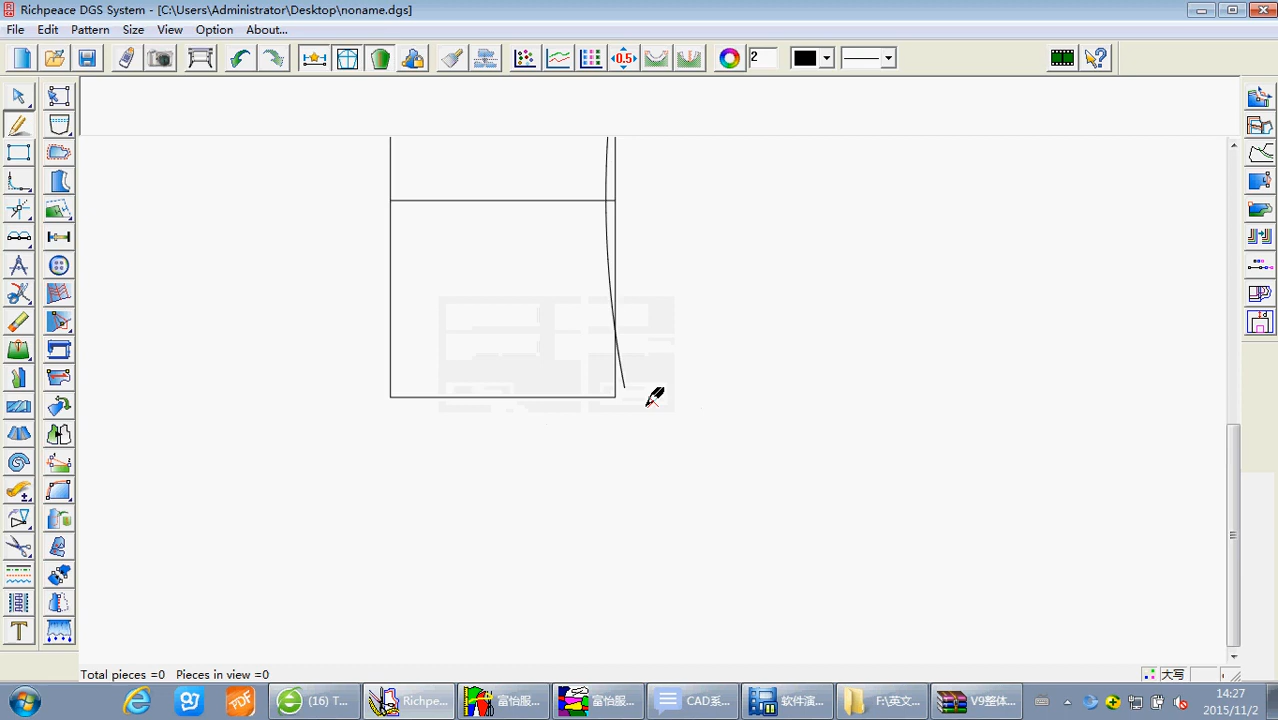 Richpeace DGS System - [C:\Users\Administrator\Desktop\noname.dgs]
File Edit Pattern Size View Option About...
0.5 2
T
Total pieces =0 Pieces in view =0
大写
(16) T... Richpe... 富怡服... 富怡服... CAD系... 软件演... F:\英文... V9整体...
14:27
2015/11/2